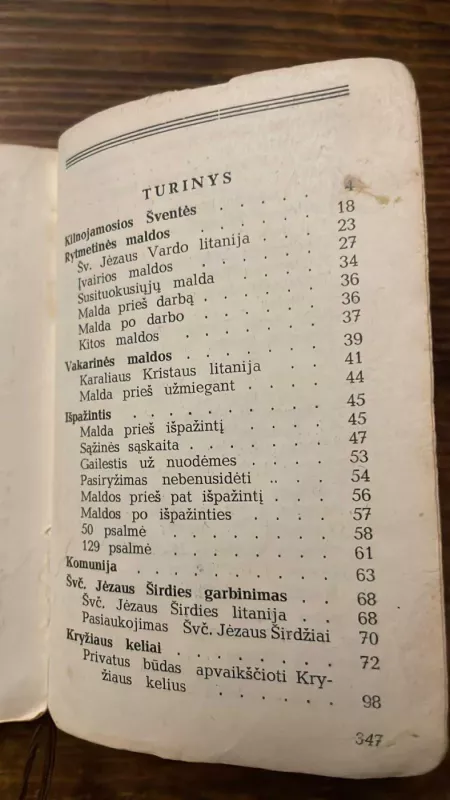 TURINYS
Kilnojamosios Šventės . . . . . 4
Rytmetinės maldos . . . . . 18
Šv. Jėzaus Vardo litanija . . . 23
Įvairios maldos . . . . . 27
Susituokusiųjų malda . . . . 34
Malda prieš darbą . . . . . 36
Malda po darbo . . . . . 36
Kitos maldos . . . . . 37
Vakarinės maldos . . . . . 39
Karaliaus Kristaus litanija . . . 41
Malda prieš užmiegant . . . . 44
Išpažintis . . . . . . . . 45
Malda prieš išpažintį . . . . 45
Sąžinės sąskaita . . . . . 47
Gailestis už nuodėmes . . . . 53
Pasiryžimas nebenusidėti .. . . 54
Maldos prieš pat išpažintį . . . 56
Maldos po išpažinties . . . . 57
50 psalmė . . . . . . . 58
129 psalmė . . . . . . . 61
Komunija . . . . . . . . 63
Švč. Jėzaus Širdies garbinimas . . 68
Švč. Jėzaus Širdies litanija . . 68
Pasiaukojimas Švč. Jėzaus Širdžiai 70
Kryžiaus keliai . . . . . . . 72
Privatus būdas apvaikščioti Kry-
žiaus kelius . . . . . 98
347